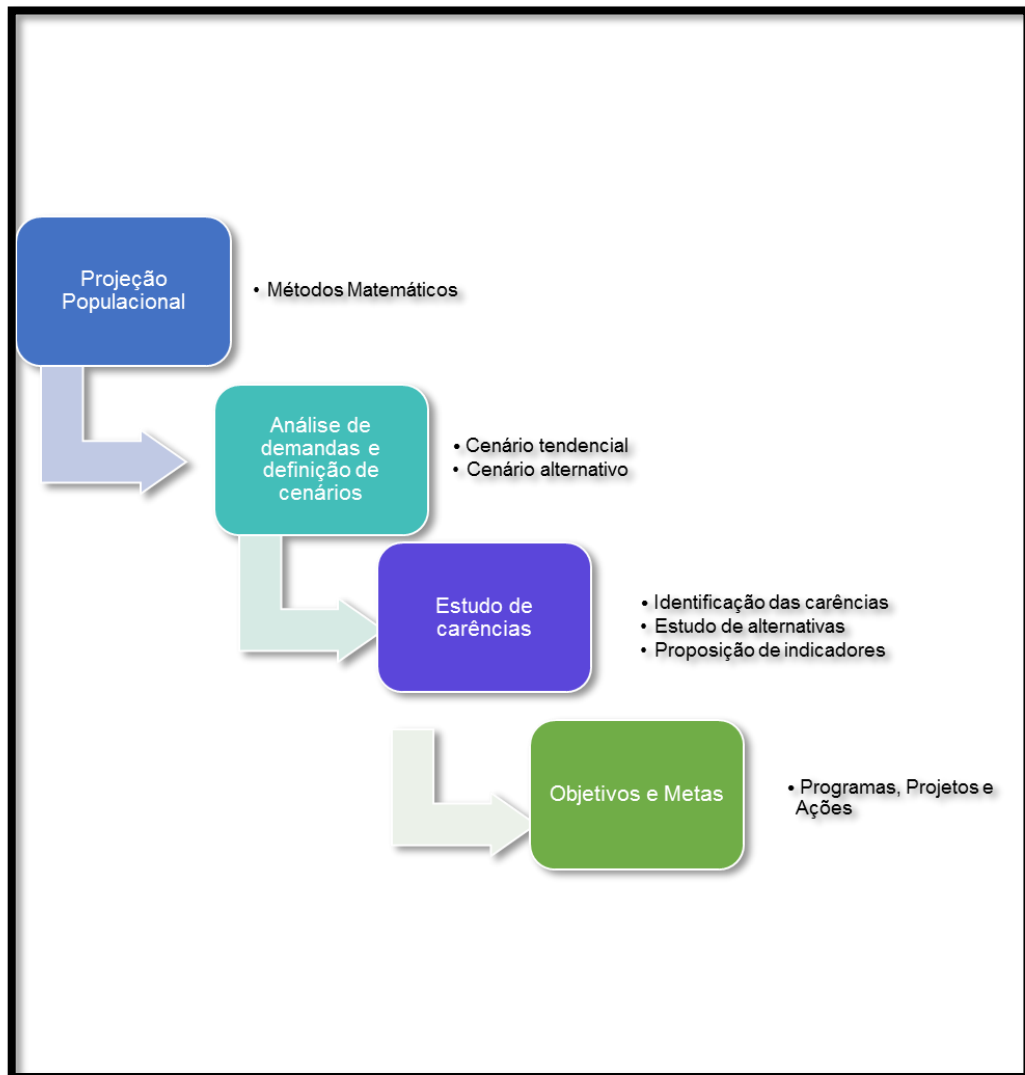 Projeção
Populacional
• Métodos Matemáticos
Análise de
demandas e
definição de
cenários
• Cenário tendencial
• Cenário alternativo
Estudo de
carências
• Identificação das carências
• Estudo de alternativas
• Proposição de indicadores
Objetivos e Metas
• Programas, Projetos e
Ações